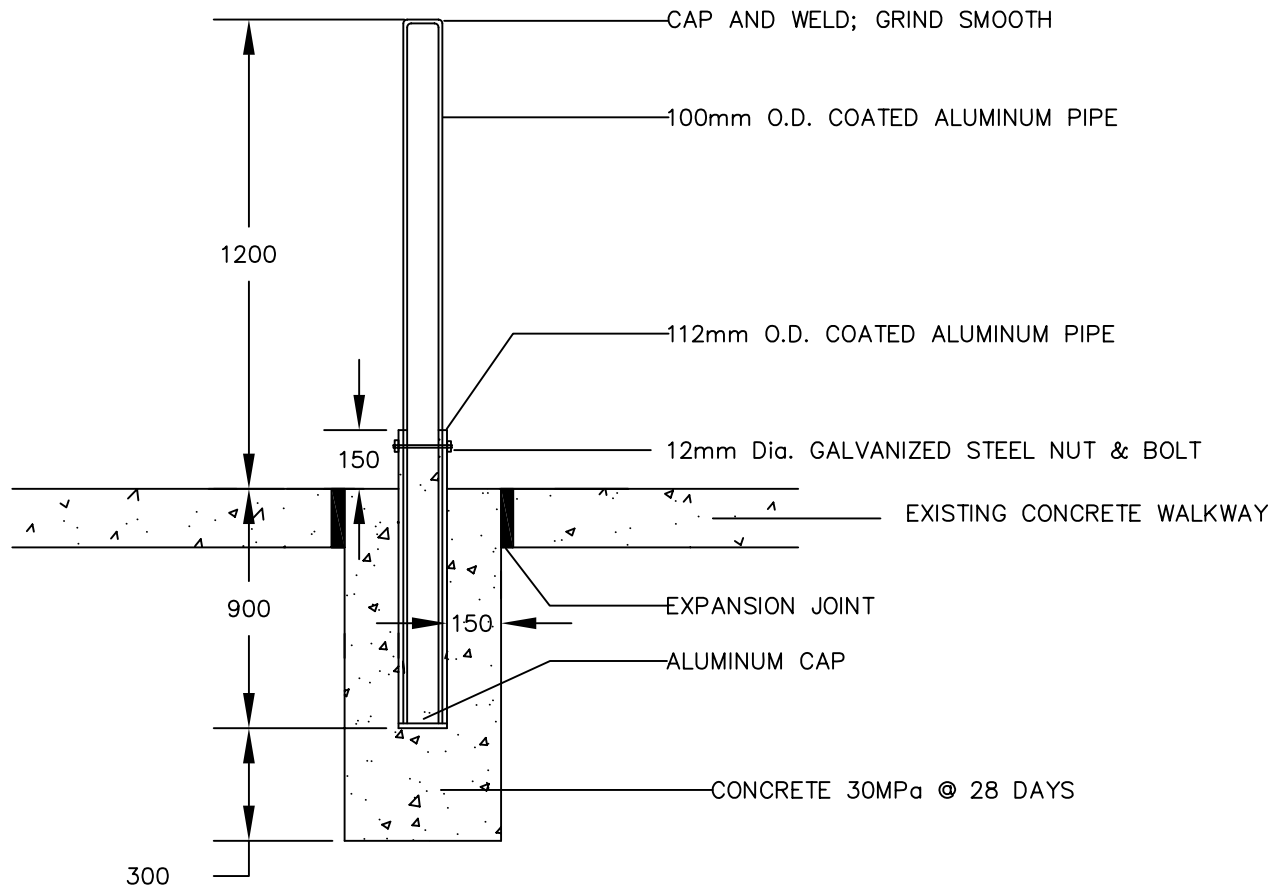 CAP AND WELD; GRIND SMOOTH
100mm O.D. COATED ALUMINUM PIPE
1200
112mm O.D. COATED ALUMINUM PIPE
150
12mm Dia. GALVANIZED STEEL NUT & BOLT
EXISTING CONCRETE WALKWAY
900
EXPANSION JOINT
150
ALUMINUM CAP
CONCRETE 30MPa @ 28 DAYS
300